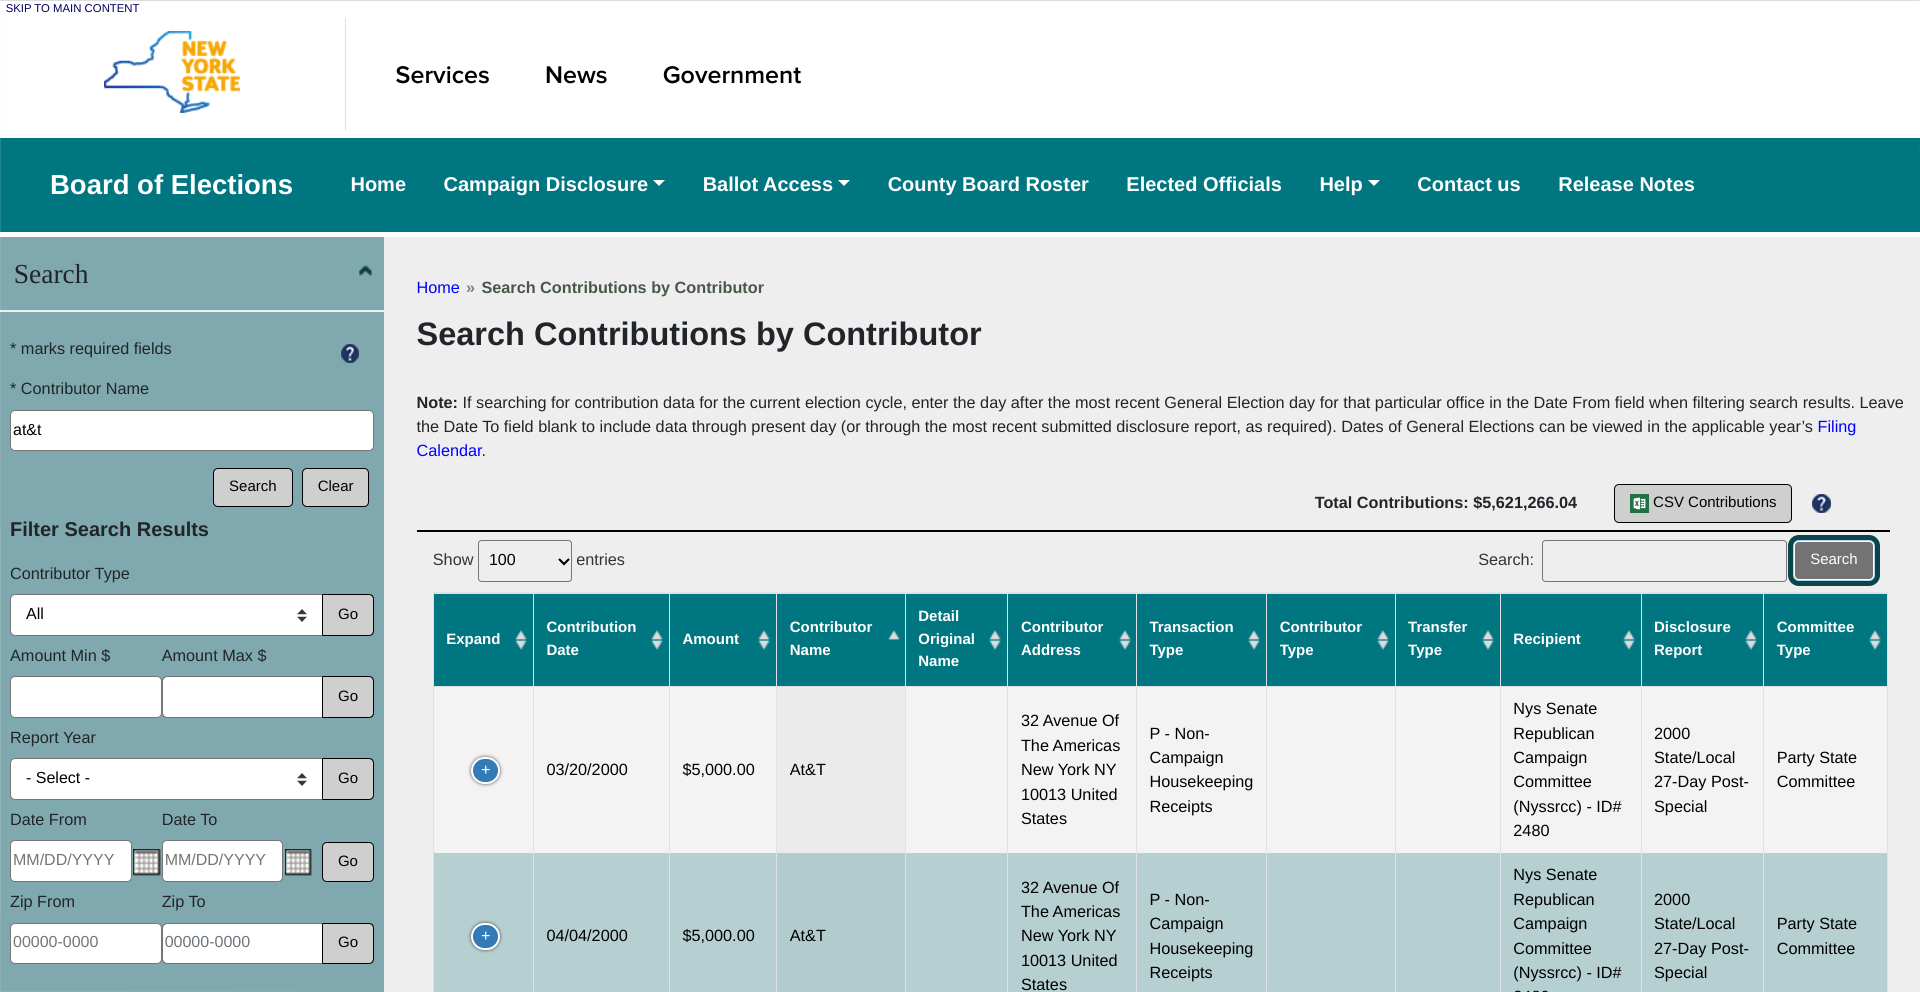 SKIP TO MAIN CONTENT
NEW
YORK
STATE
Services News Government
Board of Elections Home Campaign Disclosure Ballot Access County Board Roster Elected Officials Help Contact us Release Notes
Search
* marks required fields
* Contributor Name
at&t
Search Clear
Filter Search Results
Contributor Type
All Go
Amount Min $ Amount Max $
Go
Report Year
- Select - Go
Date From Date To
MM/DD/YYYY MM/DD/YYYY Go
Zip From Zip To
00000-0000 00000-0000 Go
Home » Search Contributions by Contributor
Search Contributions by Contributor
Note: If searching for contribution data for the current election cycle, enter the day after the most recent General Election day for that particular office in the Date From field when filtering search results. Leave
the Date To field blank to include data through present day (or through the most recent submitted disclosure report, as required). Dates of General Elections can be viewed in the applicable year’s Filing
Calendar.
Total Contributions: $5,621,266.04 CSV Contributions
Show 100 entries Search: Search
Expand
Contribution
Date
Amount
Contributor
Name
Detail
Original
Name
Contributor
Address
Transaction
Type
Contributor
Type
Transfer
Type
Recipient
Disclosure
Report
Committee
Type
+
03/20/2000
$5,000.00
At&T
32 Avenue Of
The Americas
New York NY
10013 United
States
P - Non-
Campaign
Housekeeping
Receipts
Nys Senate
Republican
Campaign
Committee
(Nyssrcc) - ID#
2480
2000
State/Local
27-Day Post-
Special
Party State
Committee
+
04/04/2000
$5,000.00
At&T
32 Avenue Of
The Americas
New York NY
10013 United
States
P - Non-
Campaign
Housekeeping
Receipts
Nys Senate
Republican
Campaign
Committee
(Nyssrcc) - ID#
2000
State/Local
27-Day Post-
Special
Party State
Committee